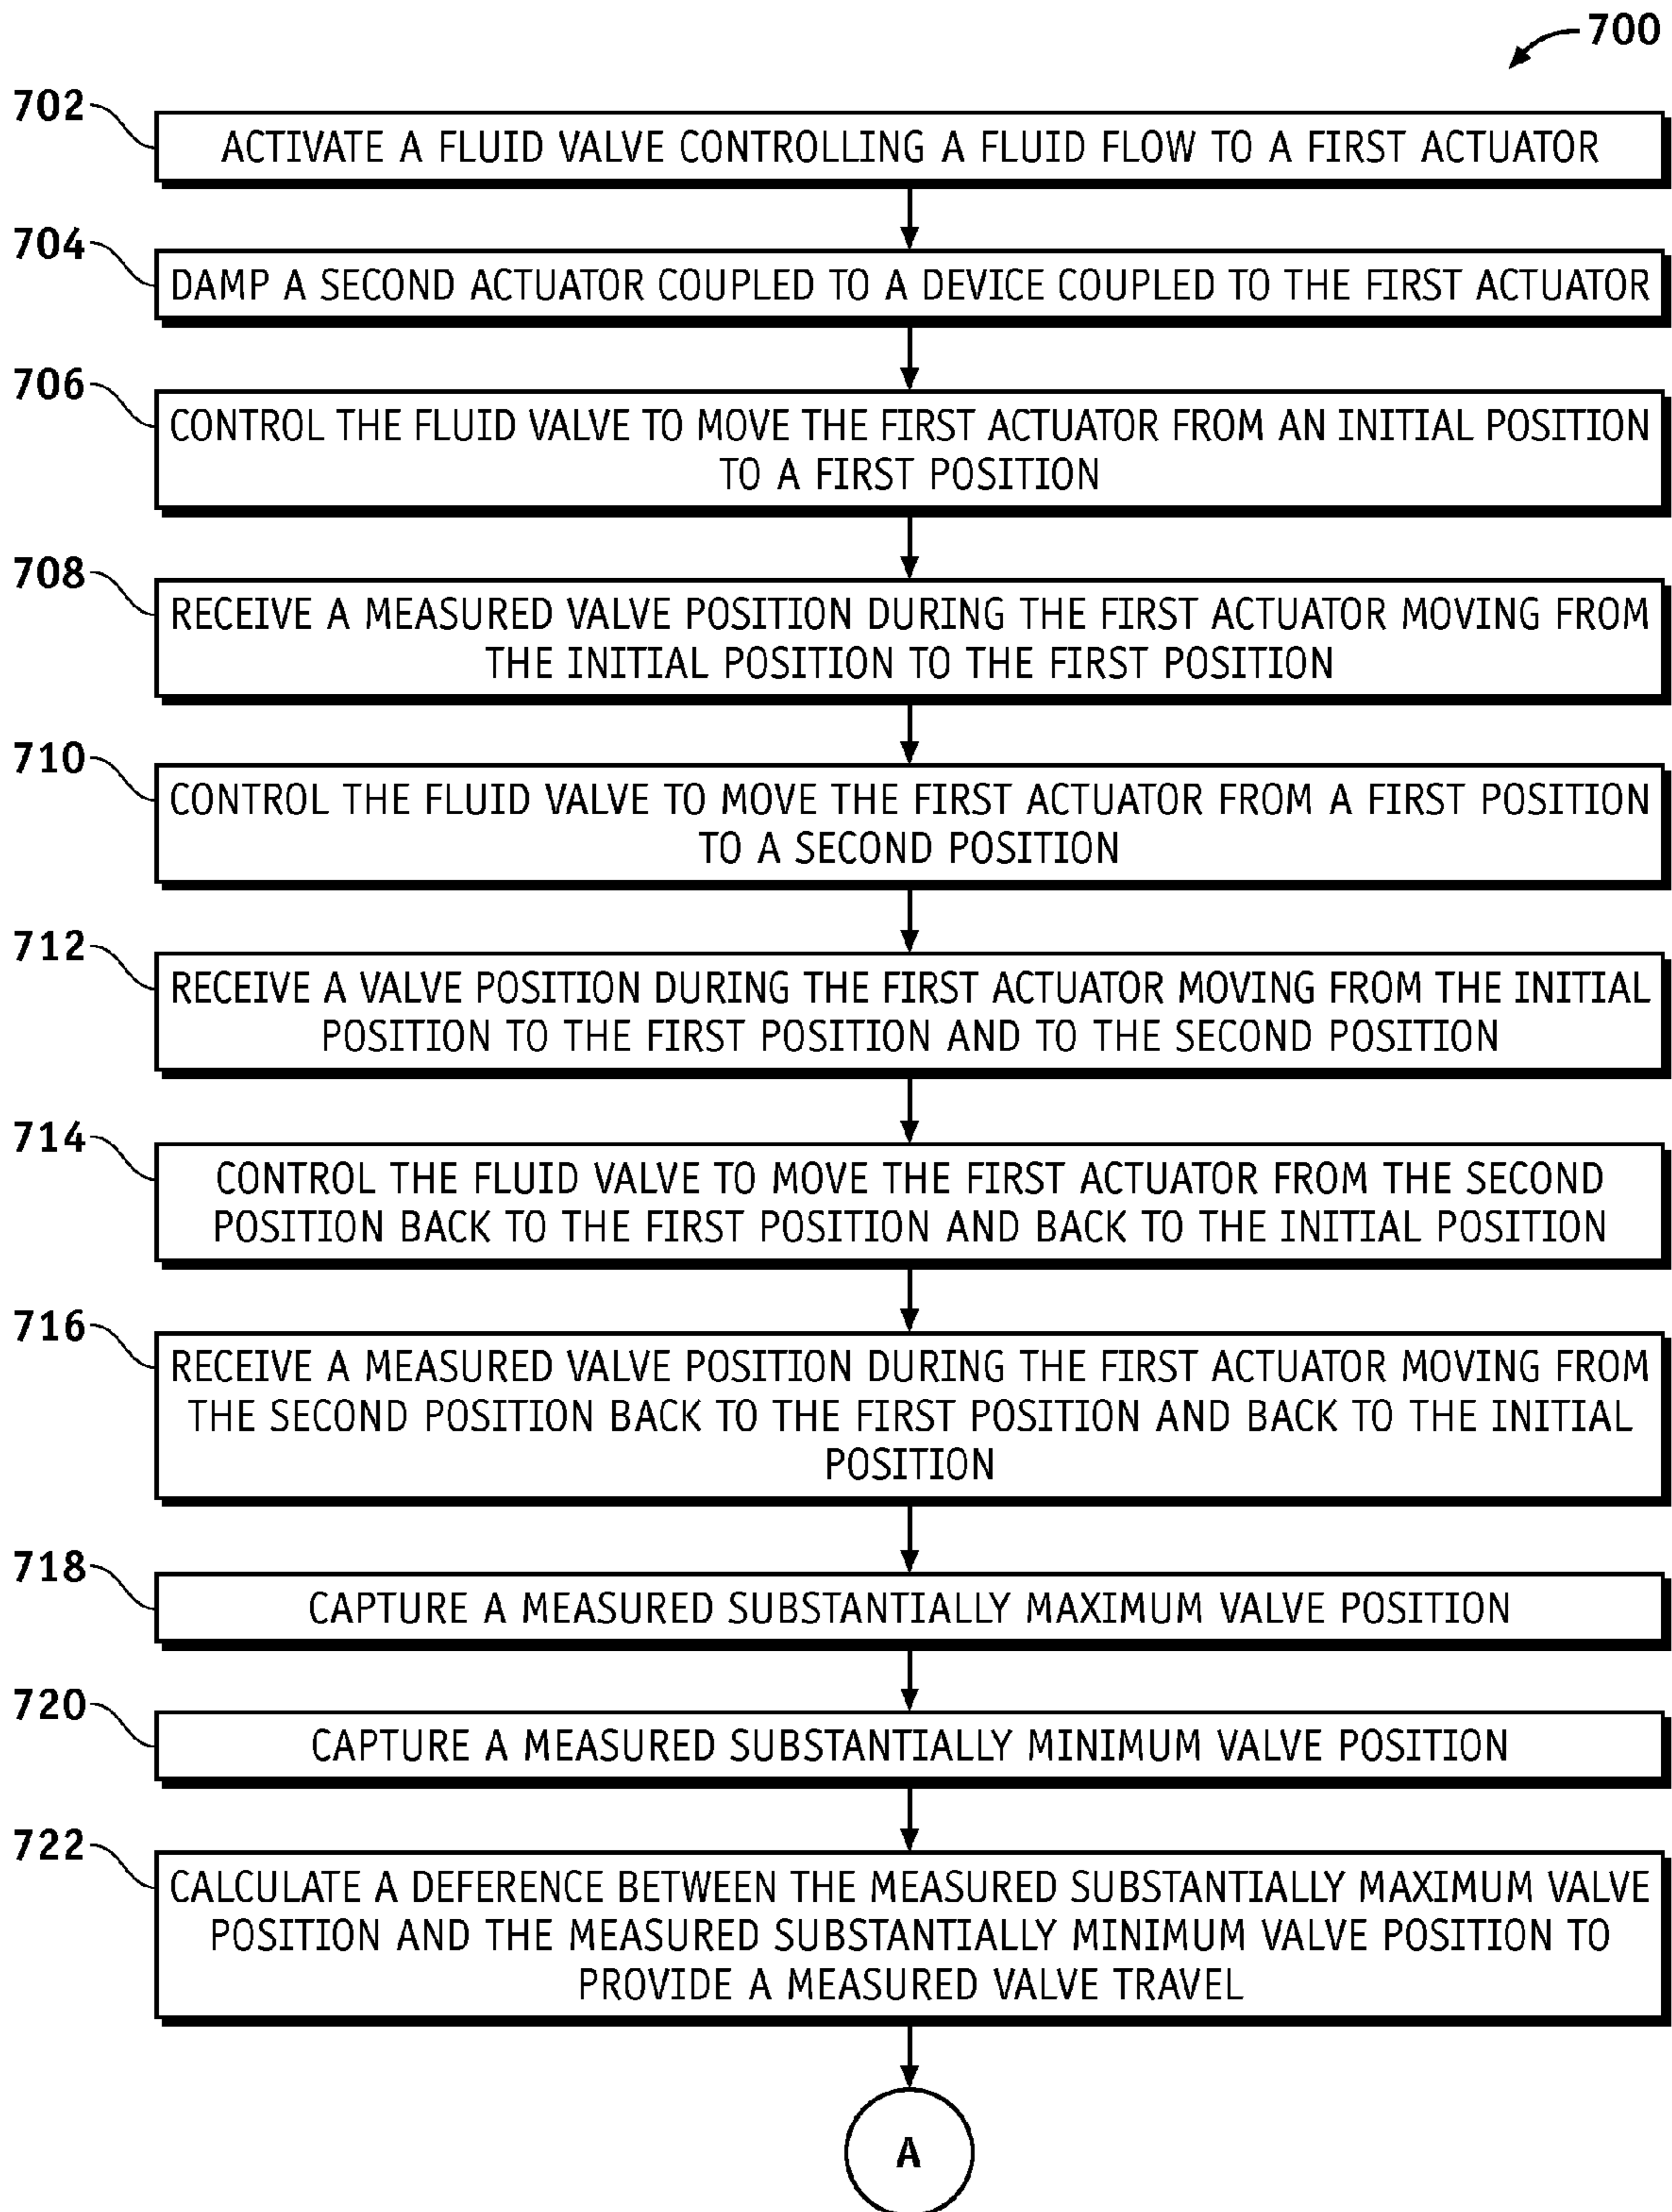 700
702
ACTIVATE A FLUID VALVE CONTROLLING A FLUID FLOW TO A FIRST ACTUATOR
704
DAMP A SECOND ACTUATOR COUPLED TO A DEVICE COUPLED TO THE FIRST ACTUATOR
706
CONTROL THE FLUID VALVE TO MOVE THE FIRST ACTUATOR FROM AN INITIAL POSITION
TO A FIRST POSITION
708
RECEIVE A MEASURED VALVE POSITION DURING THE FIRST ACTUATOR MOVING FROM
THE INITIAL POSITION TO THE FIRST POSITION
710
CONTROL THE FLUID VALVE TO MOVE THE FIRST ACTUATOR FROM A FIRST POSITION
TO A SECOND POSITION
712
RECEIVE A VALVE POSITION DURING THE FIRST ACTUATOR MOVING FROM THE INITIAL
POSITION TO THE FIRST POSITION AND TO THE SECOND POSITION
714
CONTROL THE FLUID VALVE TO MOVE THE FIRST ACTUATOR FROM THE SECOND
POSITION BACK TO THE FIRST POSITION AND BACK TO THE INITIAL POSITION
716
RECEIVE A MEASURED VALVE POSITION DURING THE FIRST ACTUATOR MOVING FROM
THE SECOND POSITION BACK TO THE FIRST POSITION AND BACK TO THE INITIAL
POSITION
718
CAPTURE A MEASURED SUBSTANTIALLY MAXIMUM VALVE POSITION
720
CAPTURE A MEASURED SUBSTANTIALLY MINIMUM VALVE POSITION
722
CALCULATE A DEFERENCE BETWEEN THE MEASURED SUBSTANTIALLY MAXIMUM VALVE
POSITION AND THE MEASURED SUBSTANTIALLY MINIMUM VALVE POSITION TO
PROVIDE A MEASURED VALVE TRAVEL
A